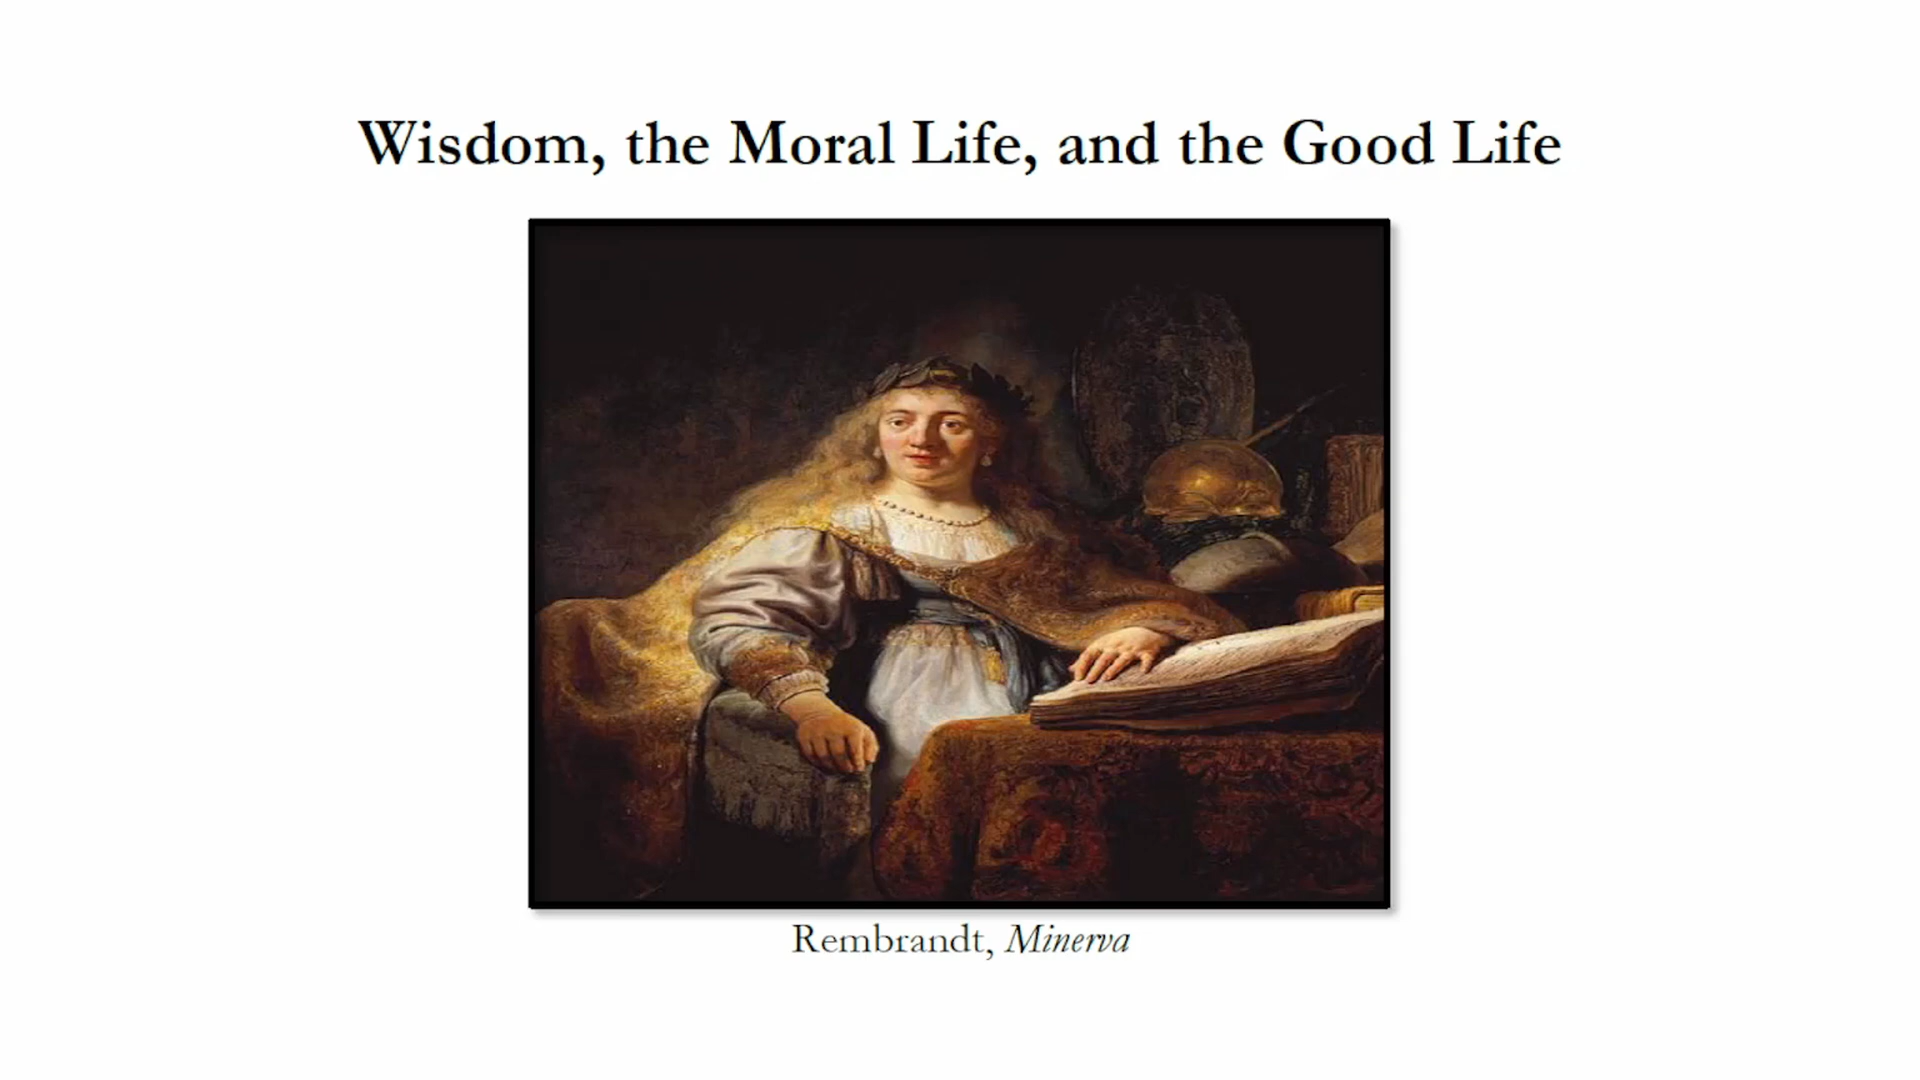 Wisdom, the Moral Life, and the Good Life
Rembrandt, Minerva